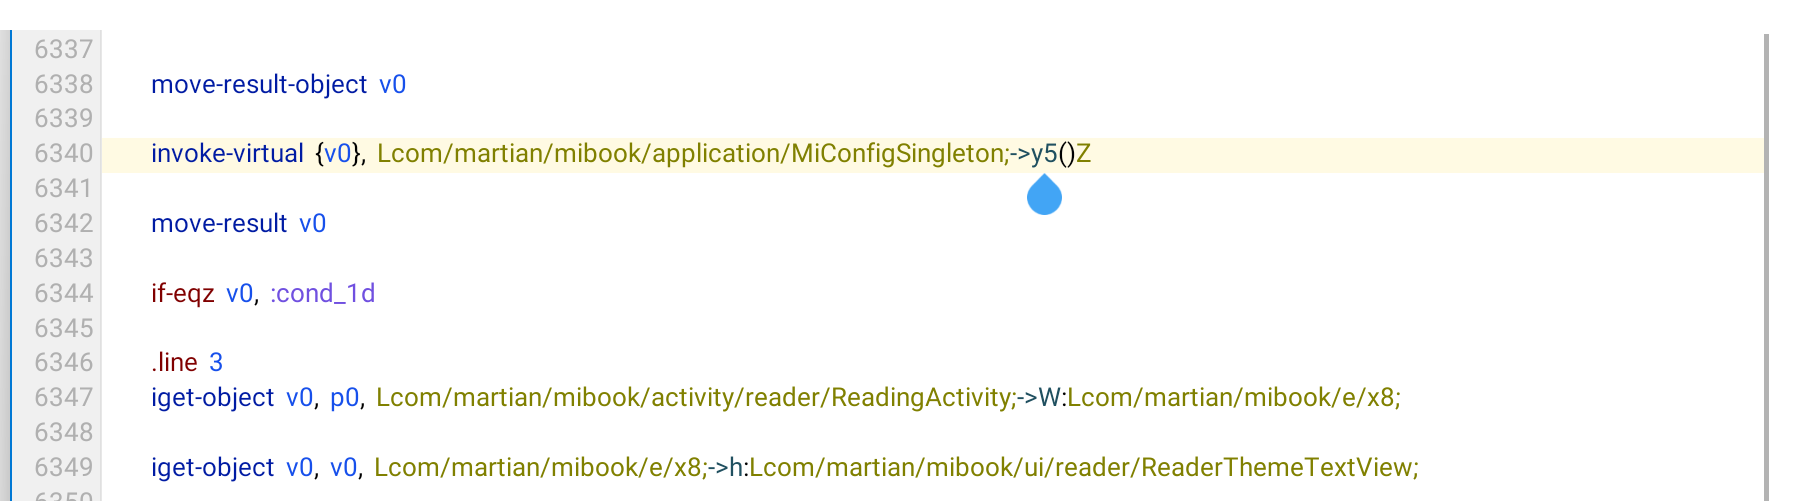 6337
6338 move-result-object v0
6339
6340 invoke-virtual {v0}, Lcom/martian/mibook/application/MiConfigSingleton;->y5()Z
6341
6342 move-result v0
6343
6344 if-eqz v0, :cond_1d
6345
6346 .line 3
6347 iget-object v0, p0, Lcom/martian/mibook/activity/reader/ReadingActivity;->W:Lcom/martian/mibook/e/x8;
6348
6349 iget-object v0, v0, Lcom/martian/mibook/e/x8;->h:Lcom/martian/mibook/ui/reader/ReaderThemeTextView;
6350